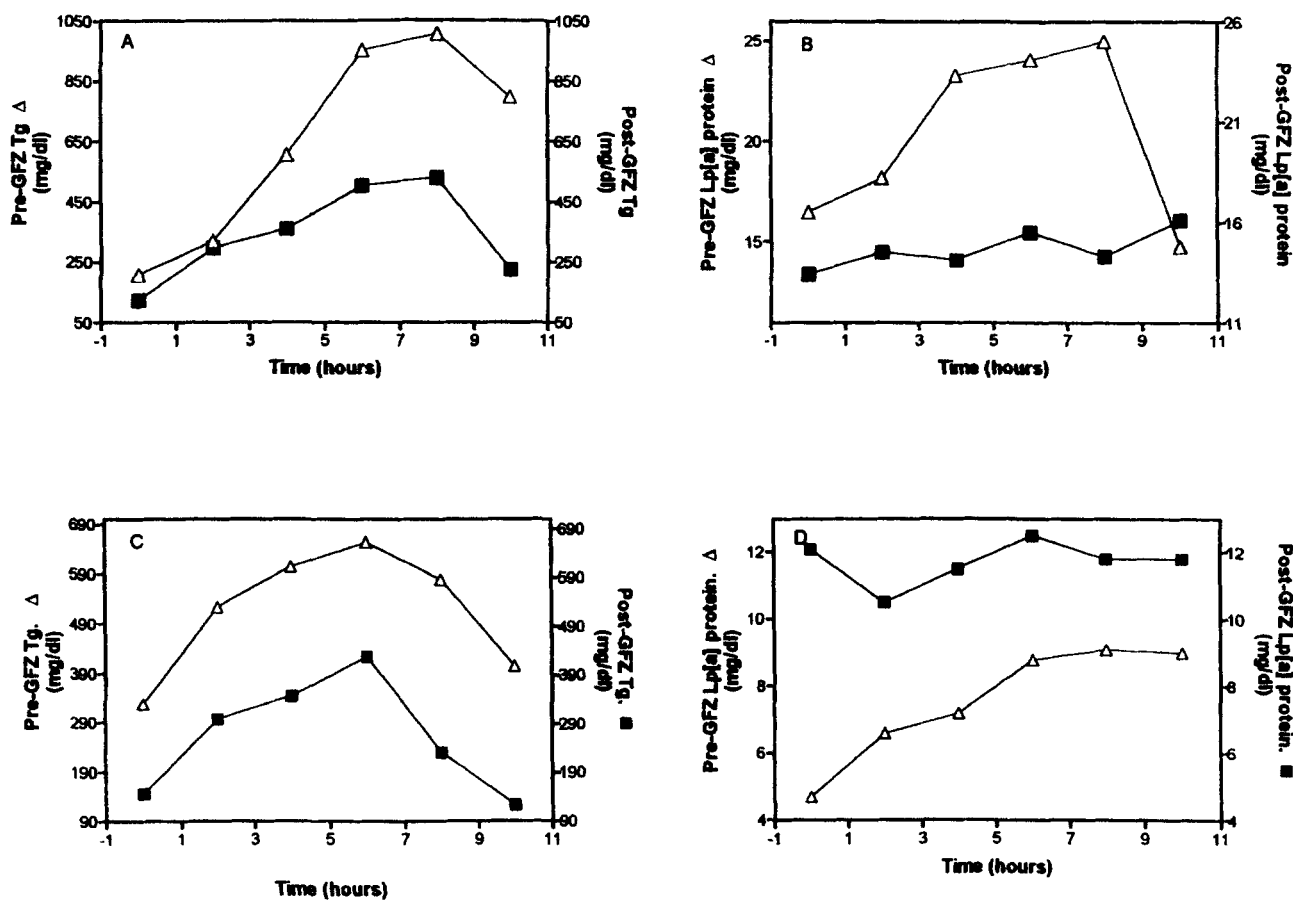 A
1050
850
650
450
250
50
Pre-GFZ Tg △
(mg/dl)
1050
850
650
450
250
50
Post-GFZ Tg
(mg/dl)
-1 1 3 5 7 9 11
Time (hours)
B
25
20
15
Pre-GFZ Lp[a] protein △
(mg/dl)
26
21
16
11
Post-GFZ Lp[a] protein
(mg/dl)
-1 1 3 5 7 9 11
Time (hours)
C
690
590
490
390
290
190
90
Pre-GFZ Tg. △
(mg/dl)
690
590
490
390
290
190
90
Post-GFZ Tg. ■
(mg/dl)
-1 1 3 5 7 9 11
Time (hours)
D
12
10
8
6
4
Pre-GFZ Lp[a] protein. △
(mg/dl)
12
10
8
6
4
Post-GFZ Lp[a] protein. ■
(mg/dl)
-1 1 3 5 7 9 11
Time (hours)